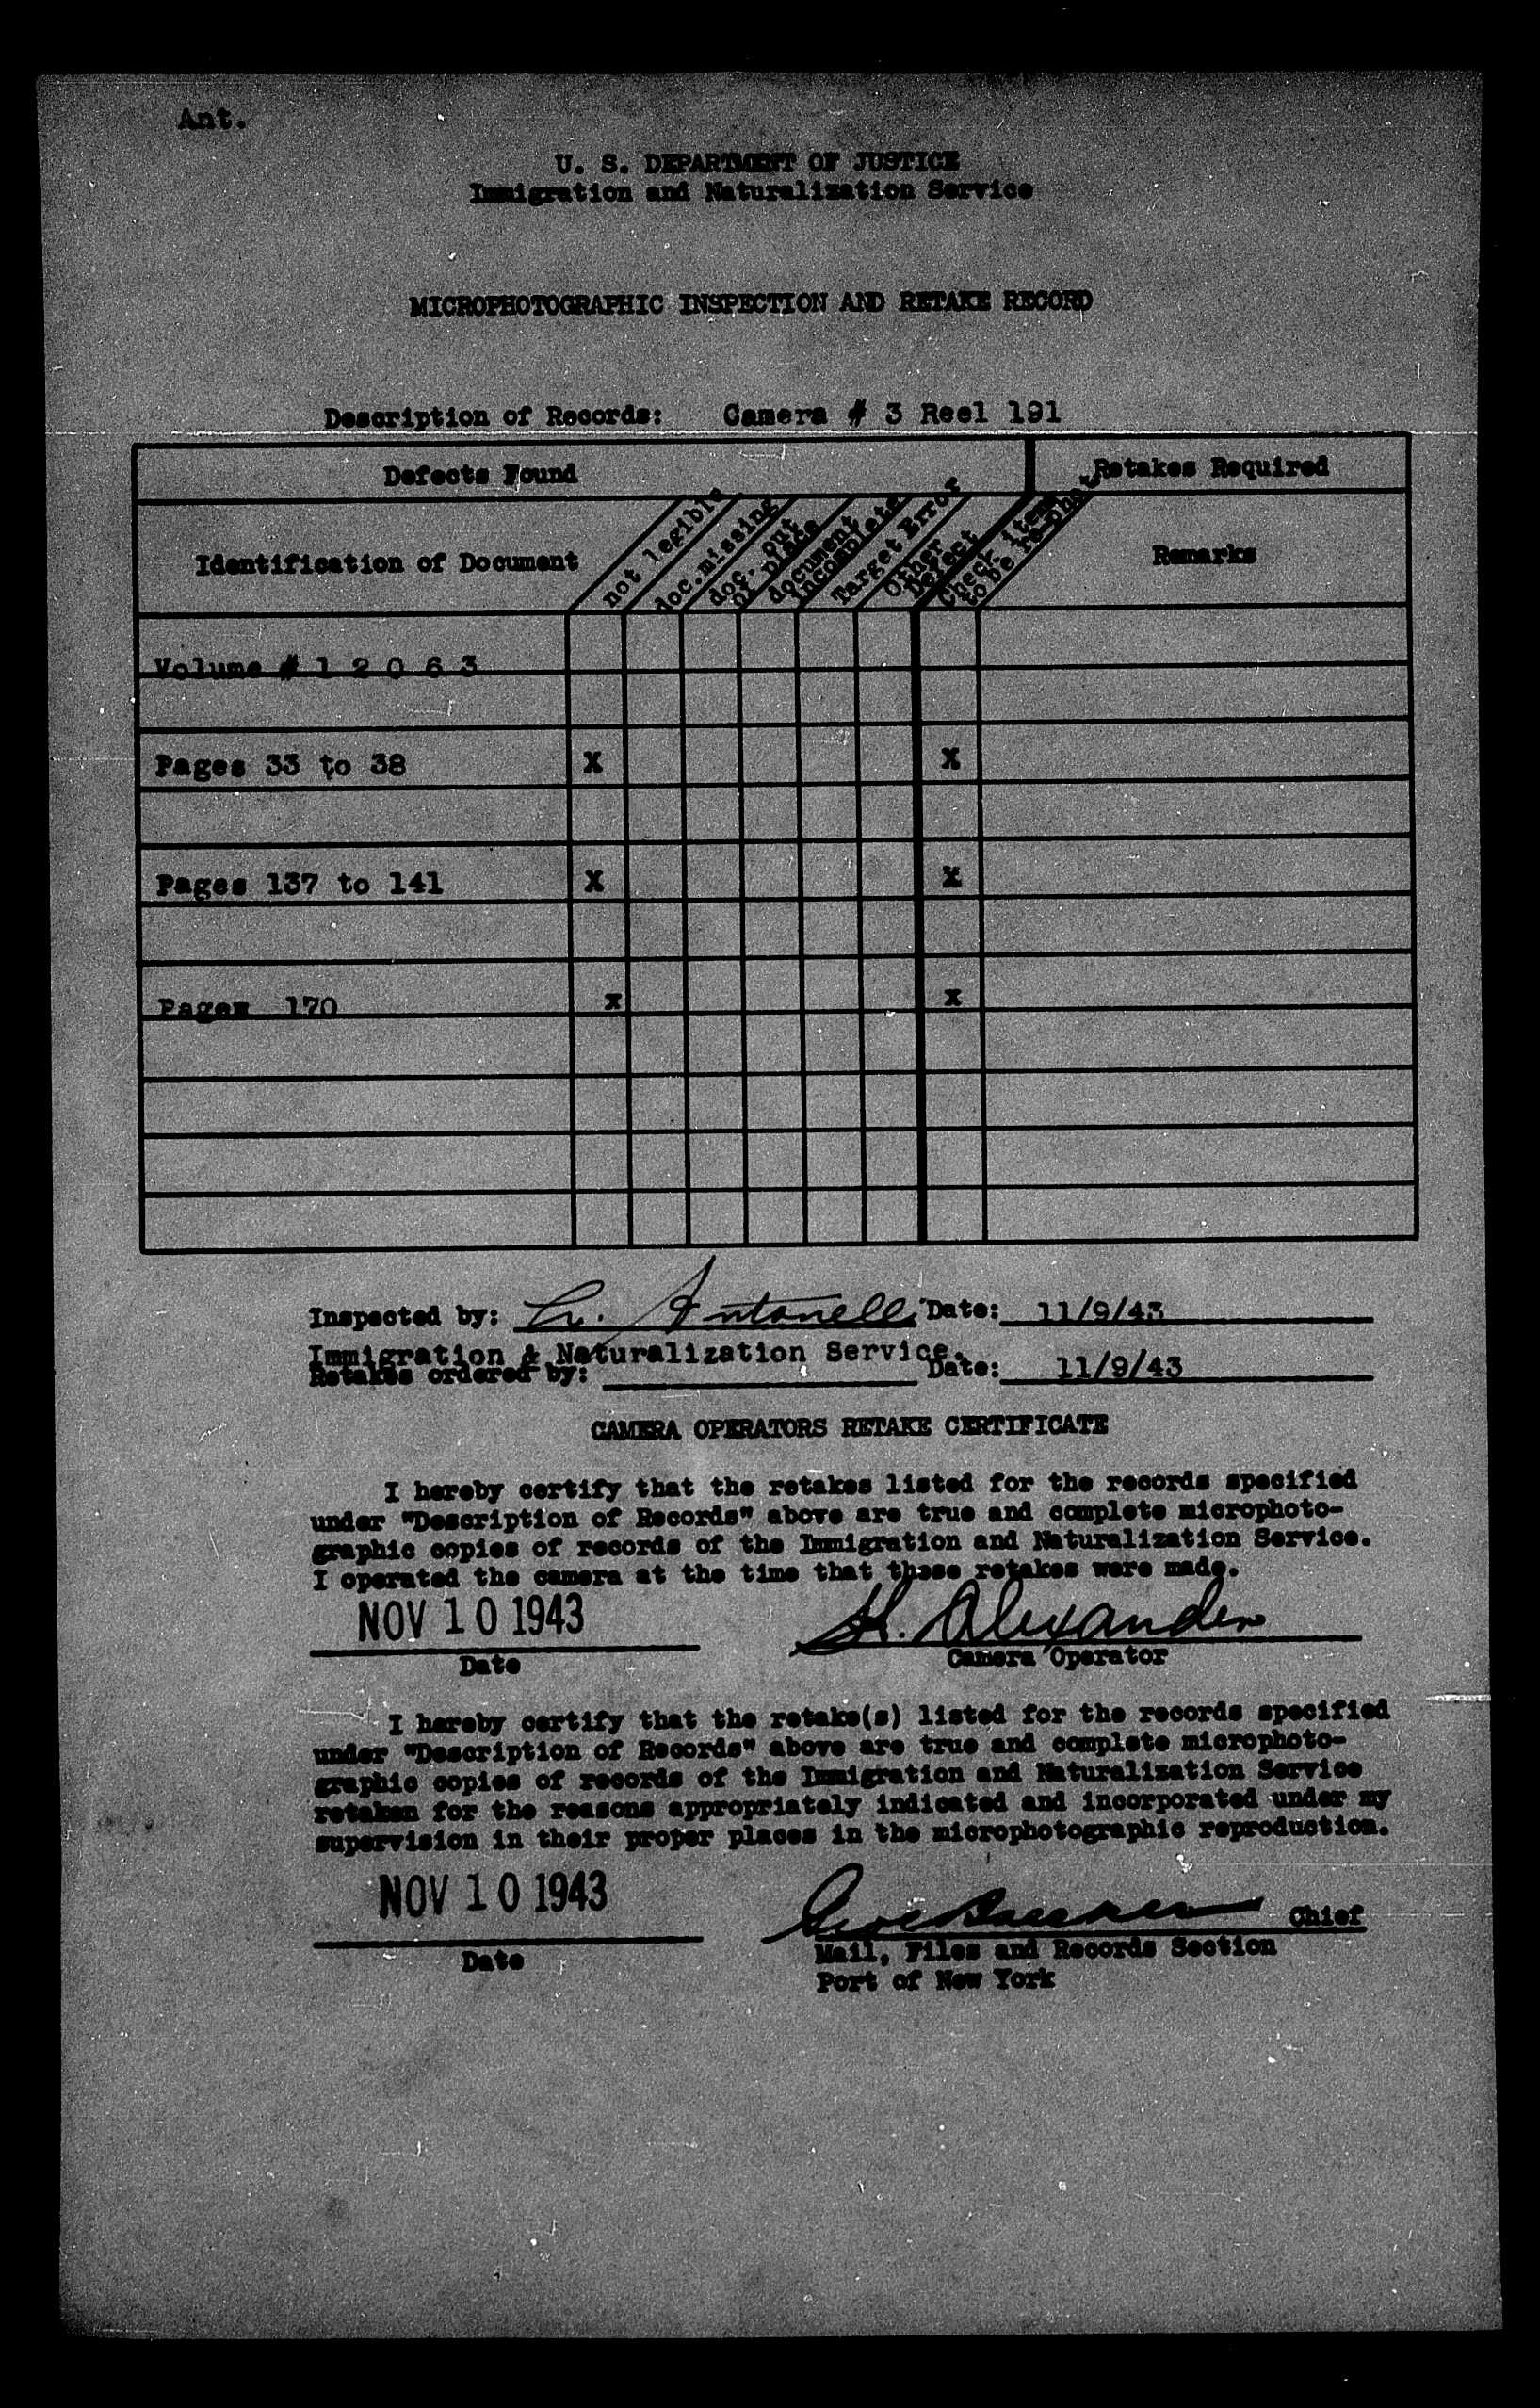 Ant.
U. S. DEPARTMENT OF JUSTICE
Immigration and Naturalization Service
MICROPHOTOGRAPHIC INSPECTION AND RETAKE RECORD
Description of Records: Camera # 3 Reel 191
Defects Found
Retakes Required
Identification of Document
not legible
doc.missing
doc. out
of place
document
incomplete
Target Error
Other
Defect
Check item
to be re-phot.
Remarks
Volume # 1 2 0 6 3
Pages 33 to 38 X X
Pages 137 to 141 X X
Pages 170 X X
Inspected by: Antonelli Date: 11/9/43
Immigration & Naturalization Service.
Retakes ordered by: Date: 11/9/43
CAMERA OPERATORS RETAKE CERTIFICATE
I hereby certify that the retakes listed for the records specified
under "Description of Records" above are true and complete microphoto-
graphic copies of records of the Immigration and Naturalization Service.
I operated the camera at the time that these retakes were made.
NOV 10 1943 H. Alexander
Date Camera Operator
I hereby certify that the retake(s) listed for the records specified
under "Description of Records" above are true and complete microphoto-
graphic copies of records of the Immigration and Naturalization Service
retaken for the reasons appropriately indicated and incorporated under my
supervision in their proper places in the microphotographic reproduction.
NOV 10 1943 Chief
Date
Mail, Files and Records Section
Port of New York